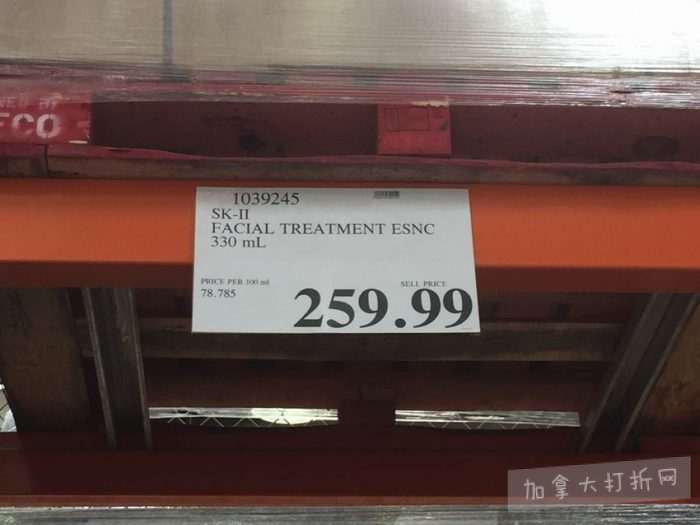 ECO
1039245
SK-II
FACIAL TREATMENT ESNC
330 mL
PRICE PER 100 ml
78.785
SELL PRICE
259.99
加拿大打折网